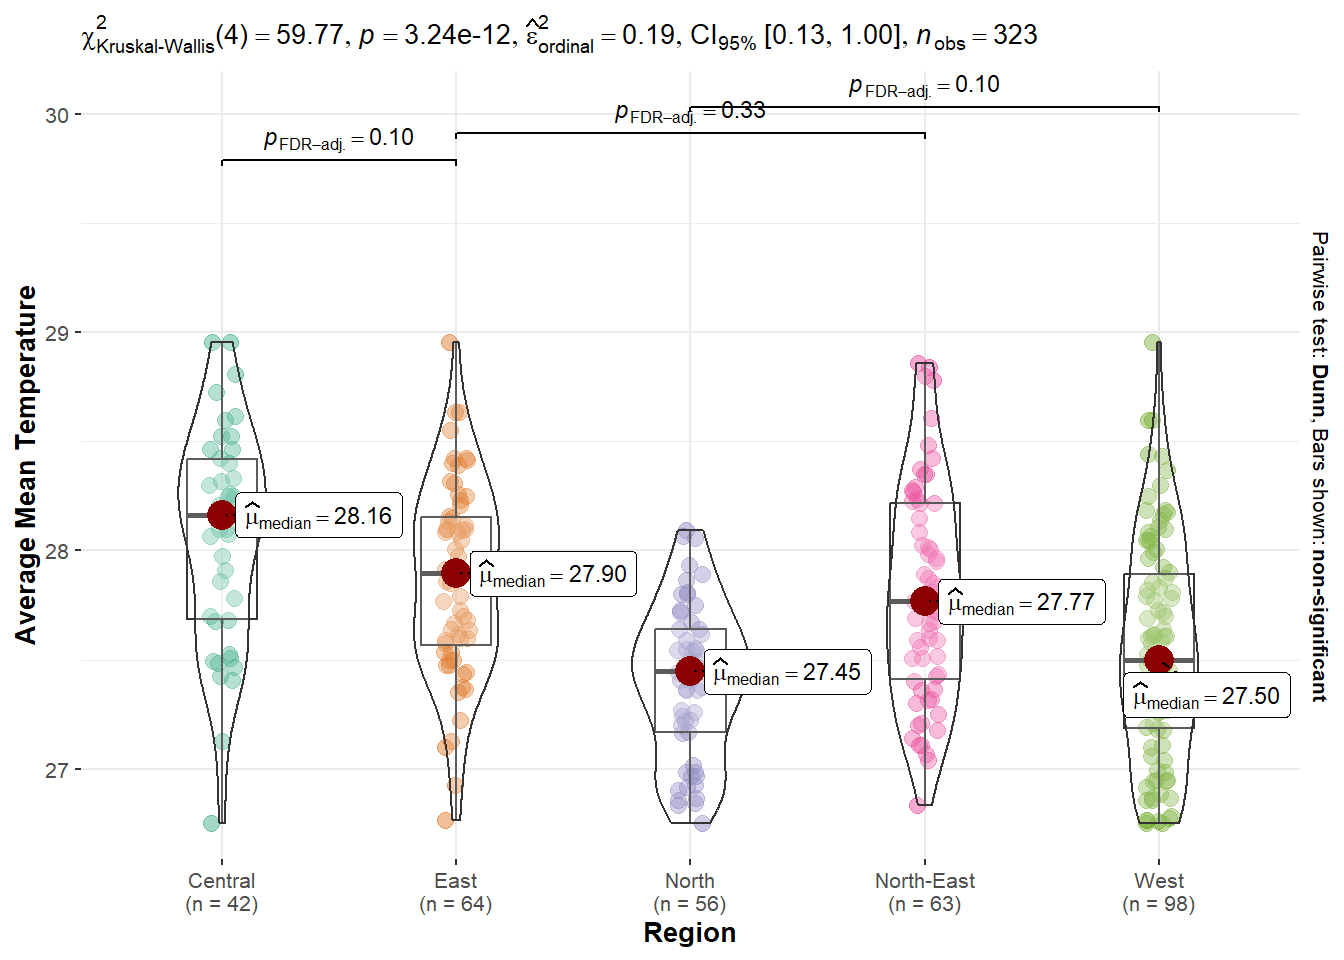 χ²Kruskal-Wallis(4) = 59.77, p = 3.24e-12, ε̂²ordinal = 0.19, CI95% [0.13, 1.00], nobs = 323
pFDR−adj. = 0.10
pFDR−adj. = 0.33
pFDR−adj. = 0.10
30
29
28
27
Average Mean Temperature
μ̂median = 28.16
μ̂median = 27.90
μ̂median = 27.45
μ̂median = 27.77
μ̂median = 27.50
Pairwise test: Dunn, Bars shown: non-significant
Central
(n = 42)
East
(n = 64)
North
(n = 56)
North-East
(n = 63)
West
(n = 98)
Region